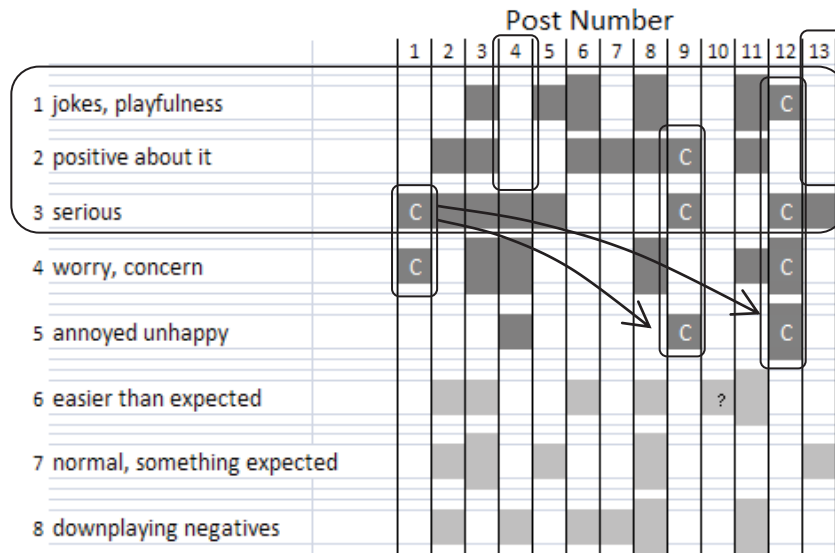 Post Number
1 2 3 4 5 6 7 8 9 10 11 12 13
1 jokes, playfulness C
2 positive about it C
3 serious C C C
4 worry, concern C C
5 annoyed unhappy C C
6 easier than expected ?
7 normal, something expected
8 downplaying negatives